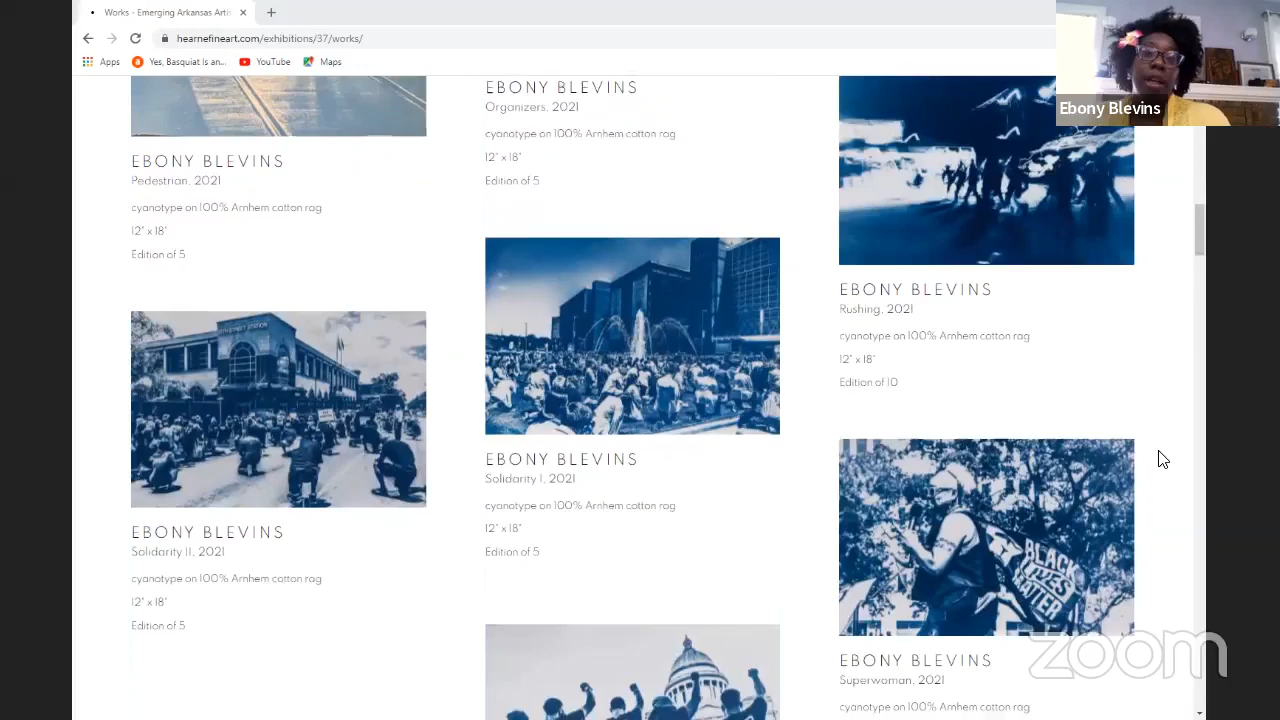 Works - Emerging Arkansas Artis
hearnefineart.com/exhibitions/37/works/
Apps
Yes, Basquiat Is an...
YouTube
Maps
Ebony Blevins
EBONY BLEVINS
Pedestrian, 2021
cyanotype on 100% Arnhem cotton rag
12" x 18"
Edition of 5
EBONY BLEVINS
Solidarity II, 2021
cyanotype on 100% Arnhem cotton rag
12" x 18"
Edition of 5
EBONY BLEVINS
Organizers, 2021
cyanotype on 100% Arnhem cotton rag
12" x 18"
Edition of 5
EBONY BLEVINS
Solidarity I, 2021
cyanotype on 100% Arnhem cotton rag
12" x 18"
Edition of 5
EBONY BLEVINS
Rushing, 2021
cyanotype on 100% Arnhem cotton rag
12" x 18"
Edition of 10
BLACK
LIVES
MATTER
EBONY BLEVINS
Superwoman, 2021
cyanotype on 100% Arnhem cotton rag
zoom